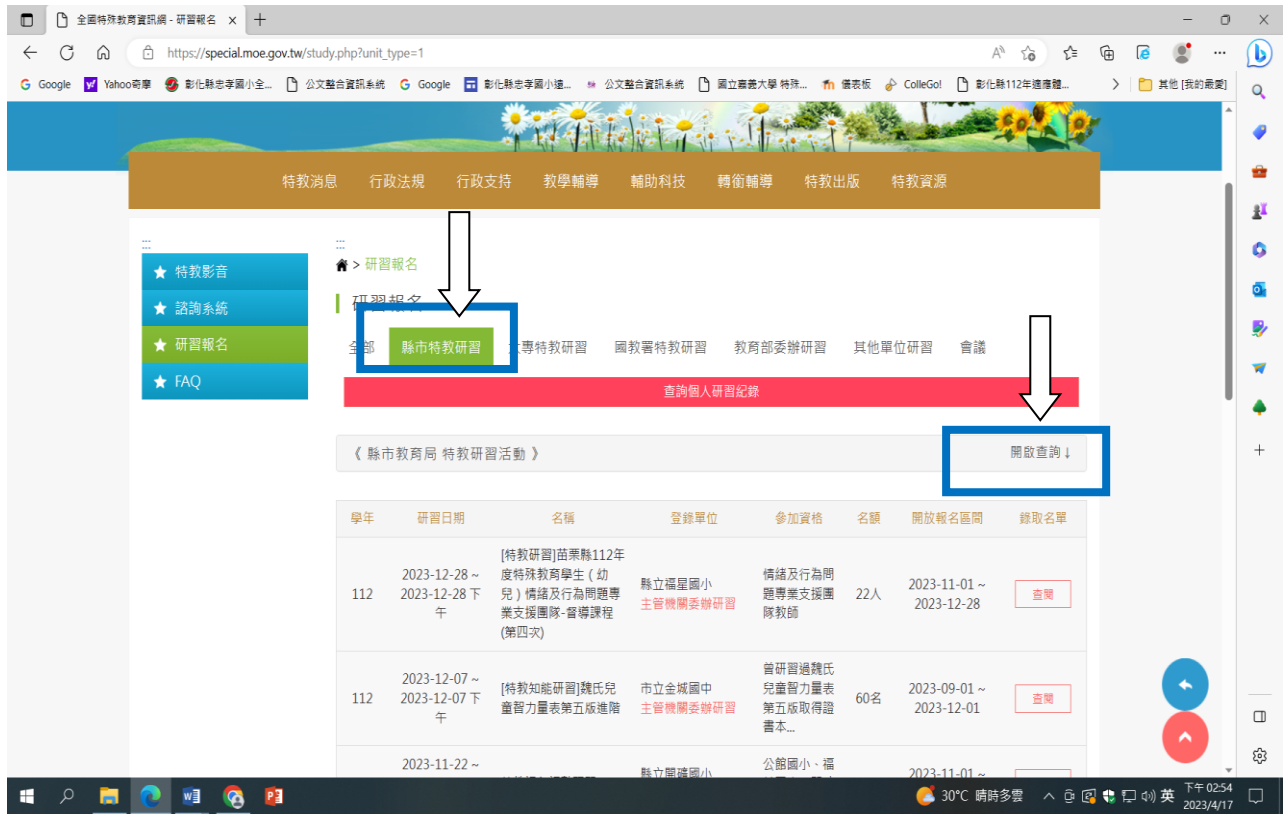 全國特殊教育資訊網 - 研習報名
https://special.moe.gov.tw/study.php?unit_type=1
Google
Yahoo奇摩
彰化縣忠孝國小全...
公文整合資訊系統
Google
彰化縣忠孝國小遠...
公文整合資訊系統
國立嘉義大學 特殊...
儀表板
ColleGo!
彰化縣112年適應體...
其他 [我的最愛]
特教消息 行政法規 行政支持 教學輔導 輔助科技 轉銜輔導 特教出版 特教資源
:::
★ 特教影音
★ 諮詢系統
★ 研習報名
★ FAQ
:::
> 研習報名
研習報名
全部 縣市特教研習 大專特教研習 國教署特教研習 教育部委辦研習 其他單位研習 會議
查詢個人研習紀錄
《 縣市教育局 特教研習活動 》 開啟查詢↓
學年 研習日期 名稱 登錄單位 參加資格 名額 開放報名區間 錄取名單
112
2023-12-28 ~
2023-12-28 下
午
[特教研習]苗栗縣112年
度特殊教育學生（幼
兒）情緒及行為問題專
業支援團隊-督導課程
(第四次)
縣立福星國小
主管機關委辦研習
情緒及行為問
題專業支援團
隊教師
22人
2023-11-01 ~
2023-12-28
查閱
112
2023-12-07 ~
2023-12-07 下
午
[特教知能研習]魏氏兒
童智力量表第五版進階
市立金城國中
主管機關委辦研習
曾研習過魏氏
兒童智力量表
第五版取得證
書本...
60名
2023-09-01 ~
2023-12-01
查閱
2023-11-22 ~
縣立開礦國小
公館國小、福
2023-11-01 ~
30°C 晴時多雲
英
下午 02:54
2023/4/17